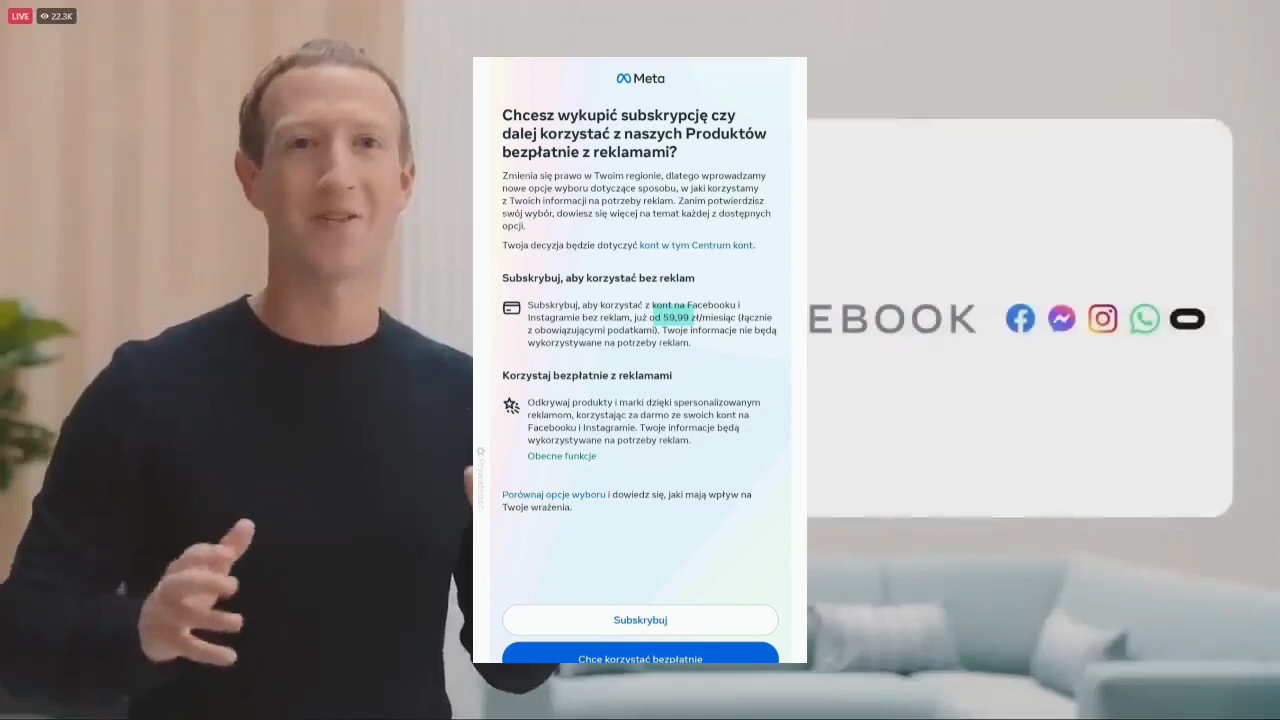 LIVE 22.3K
Meta
Chcesz wykupić subskrypcję czy
dalej korzystać z naszych Produktów
bezpłatnie z reklamami?
Zmienia się prawo w Twoim regionie, dlatego wprowadzamy
nowe opcje wyboru dotyczące sposobu, w jaki korzystamy
z Twoich informacji na potrzeby reklam. Zanim potwierdzisz
swój wybór, dowiesz się więcej na temat każdej z dostępnych
opcji.
Twoja decyzja będzie dotyczyć kont w tym Centrum kont.
Subskrybuj, aby korzystać bez reklam
Subskrybuj, aby korzystać z kont na Facebooku i
Instagramie bez reklam, już od 59,99 zł/miesiąc (łącznie
z obowiązującymi podatkami). Twoje informacje nie będą
wykorzystywane na potrzeby reklam.
Korzystaj bezpłatnie z reklamami
Odkrywaj produkty i marki dzięki spersonalizowanym
reklamom, korzystając za darmo ze swoich kont na
Facebooku i Instagramie. Twoje informacje będą
wykorzystywane na potrzeby reklam.
Obecne funkcje
Porównaj opcje wyboru i dowiedz się, jaki mają wpływ na
Twoje wrażenia.
Subskrybuj
Chcę korzystać bezpłatnie
Prywatność
EBOOK